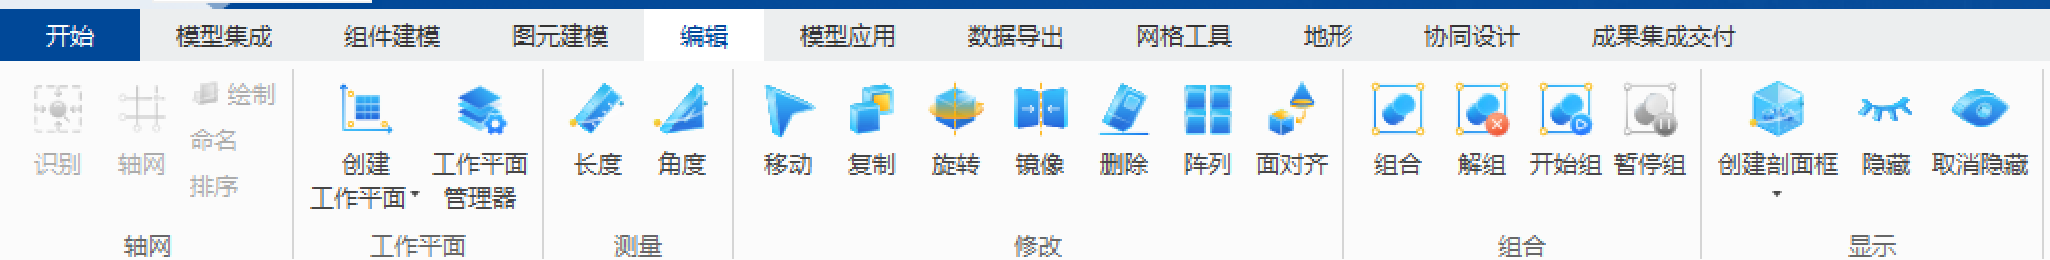 开始 模型集成 组件建模 图元建模 编辑 模型应用 数据导出 网格工具 地形 协同设计 成果集成交付
识别 轴网 绘制
命名
排序
轴网
创建
工作平面
工作平面
管理器
工作平面
长度 角度
测量
移动 复制 旋转 镜像 删除 阵列 面对齐
修改
组合 解组 开始组 暂停组
组合
创建剖面框 隐藏 取消隐藏
显示